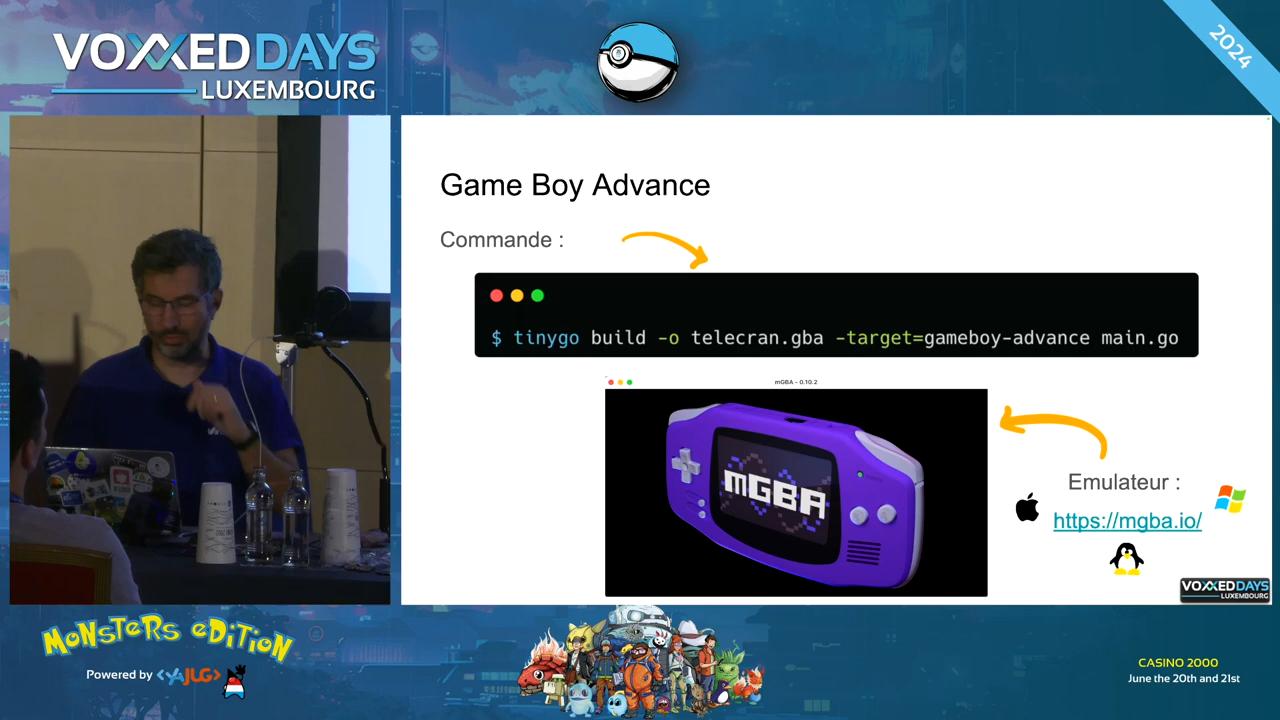 VOXXEDDAYS
LUXEMBOURG
2024
Game Boy Advance
Commande :
$ tinygo build -o telecran.gba -target=gameboy-advance main.go
mGBA - 0.10.2
mGBA
Emulateur :
https://mgba.io/
VOXXEDDAYS
LUXEMBOURG
MONSTERS EDITION
Powered by <YAJUG>
CASINO 2000
June the 20th and 21st